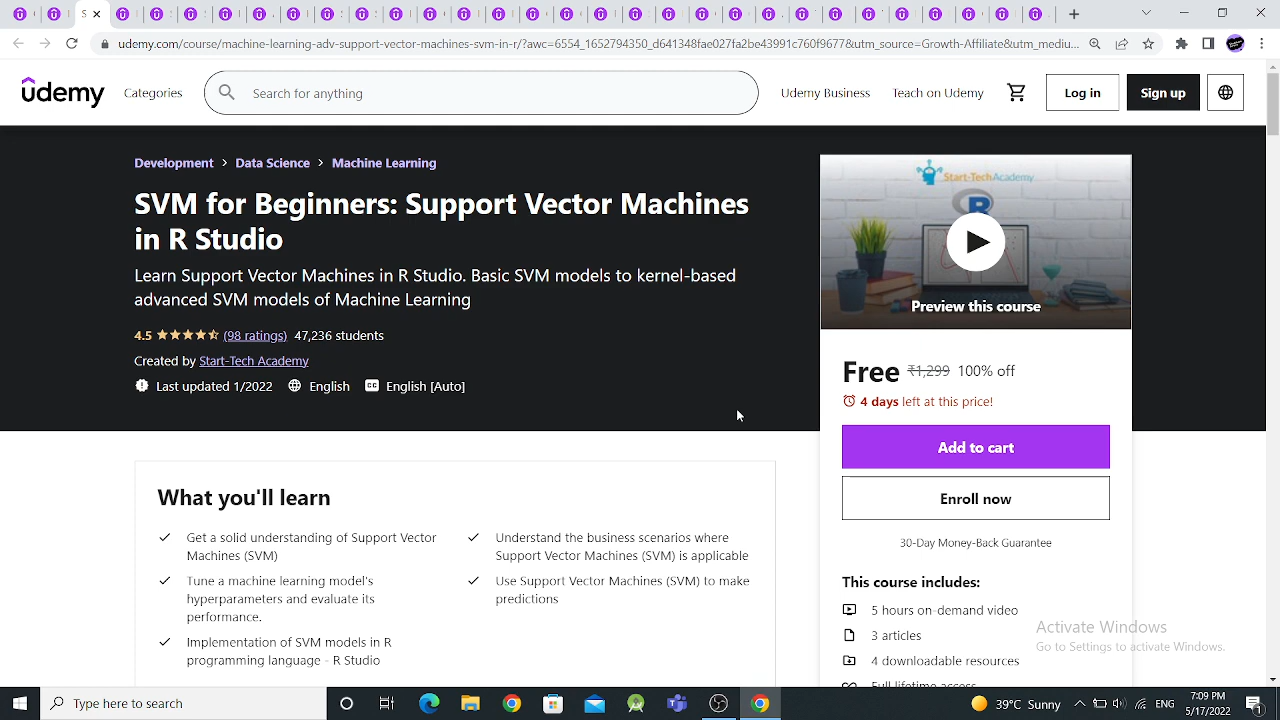 S
udemy.com/course/machine-learning-adv-support-vector-machines-svm-in-r/?aec=6554_1652794350_d641348fae027fa2be43991c760f9677&utm_source=Growth-Affiliate&utm_mediu...
ûdemy
Categories
Search for anything
Udemy Business
Teach on Udemy
Log in
Sign up
Development > Data Science > Machine Learning
SVM for Beginners: Support Vector Machines
in R Studio
Learn Support Vector Machines in R Studio. Basic SVM models to kernel-based
advanced SVM models of Machine Learning
4.5 (98 ratings) 47,236 students
Created by Start-Tech Academy
Last updated 1/2022 English English [Auto]
Start-Tech Academy
R
Preview this course
Free ₹1,299 100% off
4 days left at this price!
Add to cart
Enroll now
30-Day Money-Back Guarantee
This course includes:
5 hours on-demand video
3 articles
4 downloadable resources
Full lifetime access
What you'll learn
Get a solid understanding of Support Vector
Machines (SVM)
Tune a machine learning model's
hyperparameters and evaluate its
performance.
Implementation of SVM models in R
programming language - R Studio
Understand the business scenarios where
Support Vector Machines (SVM) is applicable
Use Support Vector Machines (SVM) to make
predictions
Activate Windows
Go to Settings to activate Windows.
Type here to search
39°C Sunny
ENG
7:09 PM
5/17/2022
1